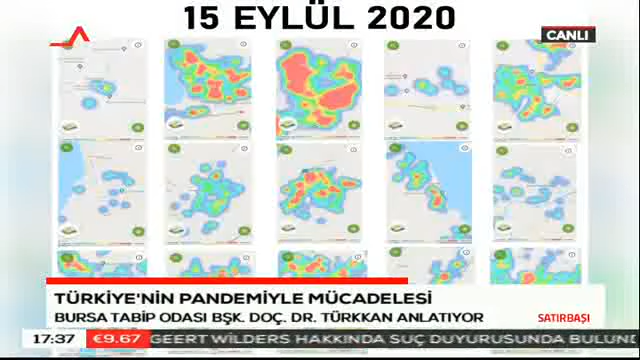 15 EYLÜL 2020
CANLI
TÜRKİYE'NİN PANDEMİYLE MÜCADELESİ
BURSA TABİP ODASI BŞK. DOÇ. DR. TÜRKKAN ANLATIYOR
SATIRBAŞI
17:37 €9.67 GEERT WILDERS HAKKINDA SUÇ DUYURUSUNDA BULUND